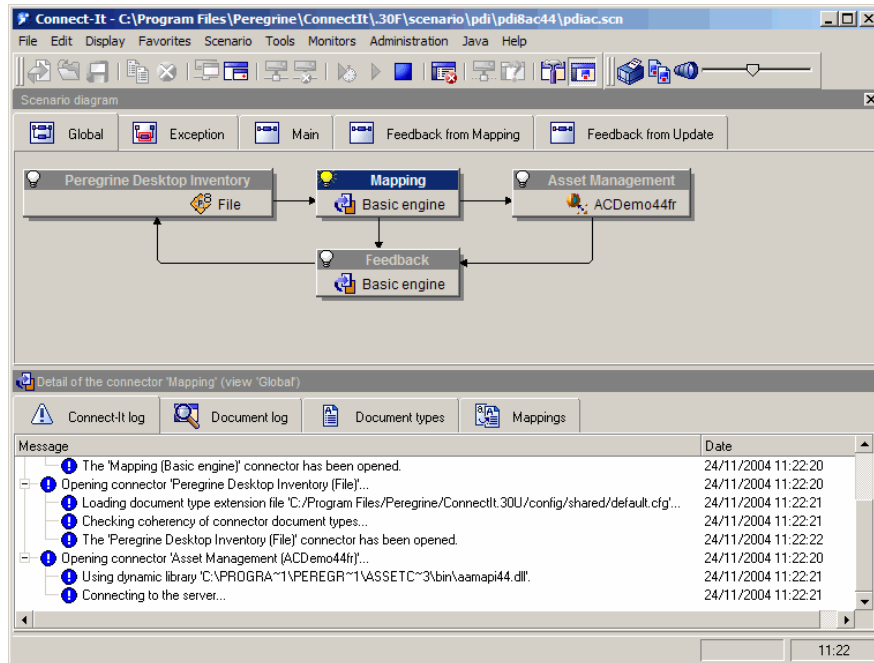 Connect-It - C:\Program Files\Peregrine\ConnectIt\.30F\scenario\pdi\pdi8ac44\pdiac.scn
File Edit Display Favorites Scenario Tools Monitors Administration Java Help
Scenario diagram
Global Exception Main Feedback from Mapping Feedback from Update
Peregrine Desktop Inventory Mapping Asset Management
File Basic engine ACDemo44fr
Feedback
Basic engine
Detail of the connector 'Mapping' (view 'Global')
Connect-It log Document log Document types Mappings
Message Date
The 'Mapping (Basic engine)' connector has been opened. 24/11/2004 11:22:20
Opening connector 'Peregrine Desktop Inventory (File)'... 24/11/2004 11:22:20
Loading document type extension file 'C:/Program Files/Peregrine/ConnectIt.30U/config/shared/default.cfg'... 24/11/2004 11:22:21
Checking coherency of connector document types... 24/11/2004 11:22:21
The 'Peregrine Desktop Inventory (File)' connector has been opened. 24/11/2004 11:22:22
Opening connector 'Asset Management (ACDemo44fr)'... 24/11/2004 11:22:20
Using dynamic library 'C:\PROGRA~1\PEREGR~1\ASSETC~3\bin\aamapi44.dll'. 24/11/2004 11:22:21
Connecting to the server... 24/11/2004 11:22:21
11:22